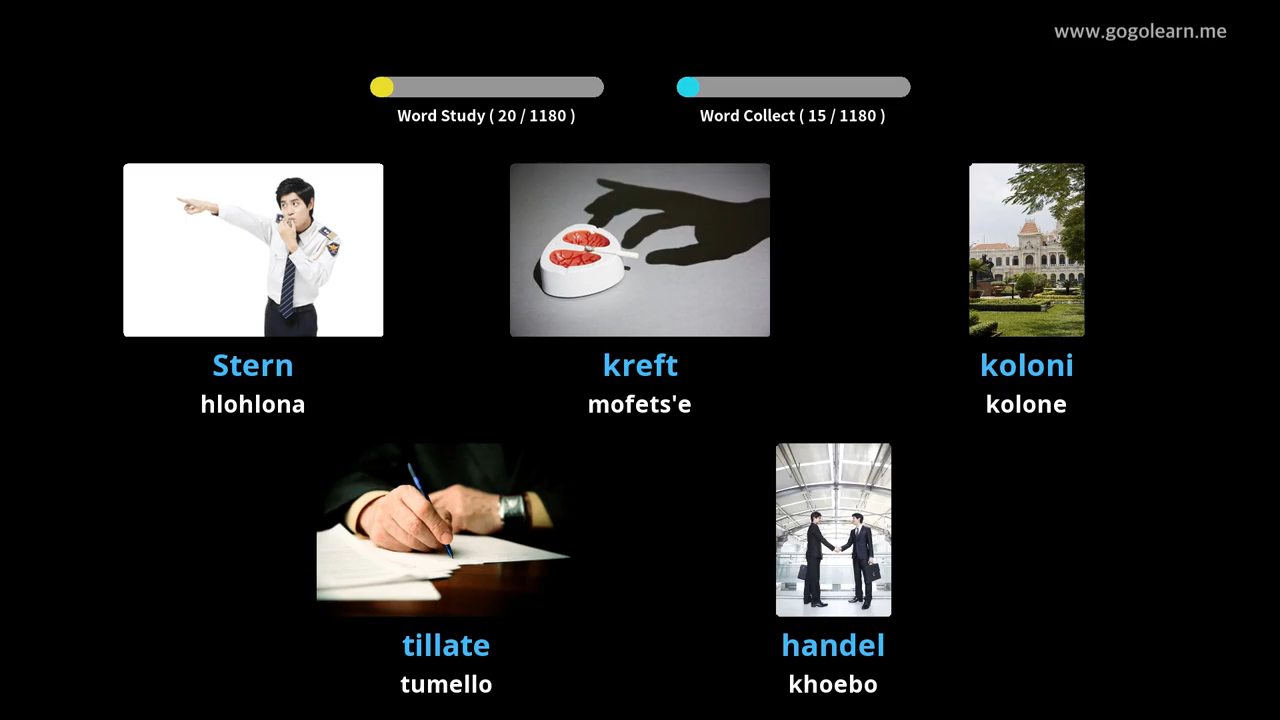 www.gogolearn.me
Word Study ( 20 / 1180 )
Word Collect ( 15 / 1180 )
Stern
hlohlona
kreft
mofets'e
koloni
kolone
tillate
tumello
handel
khoebo